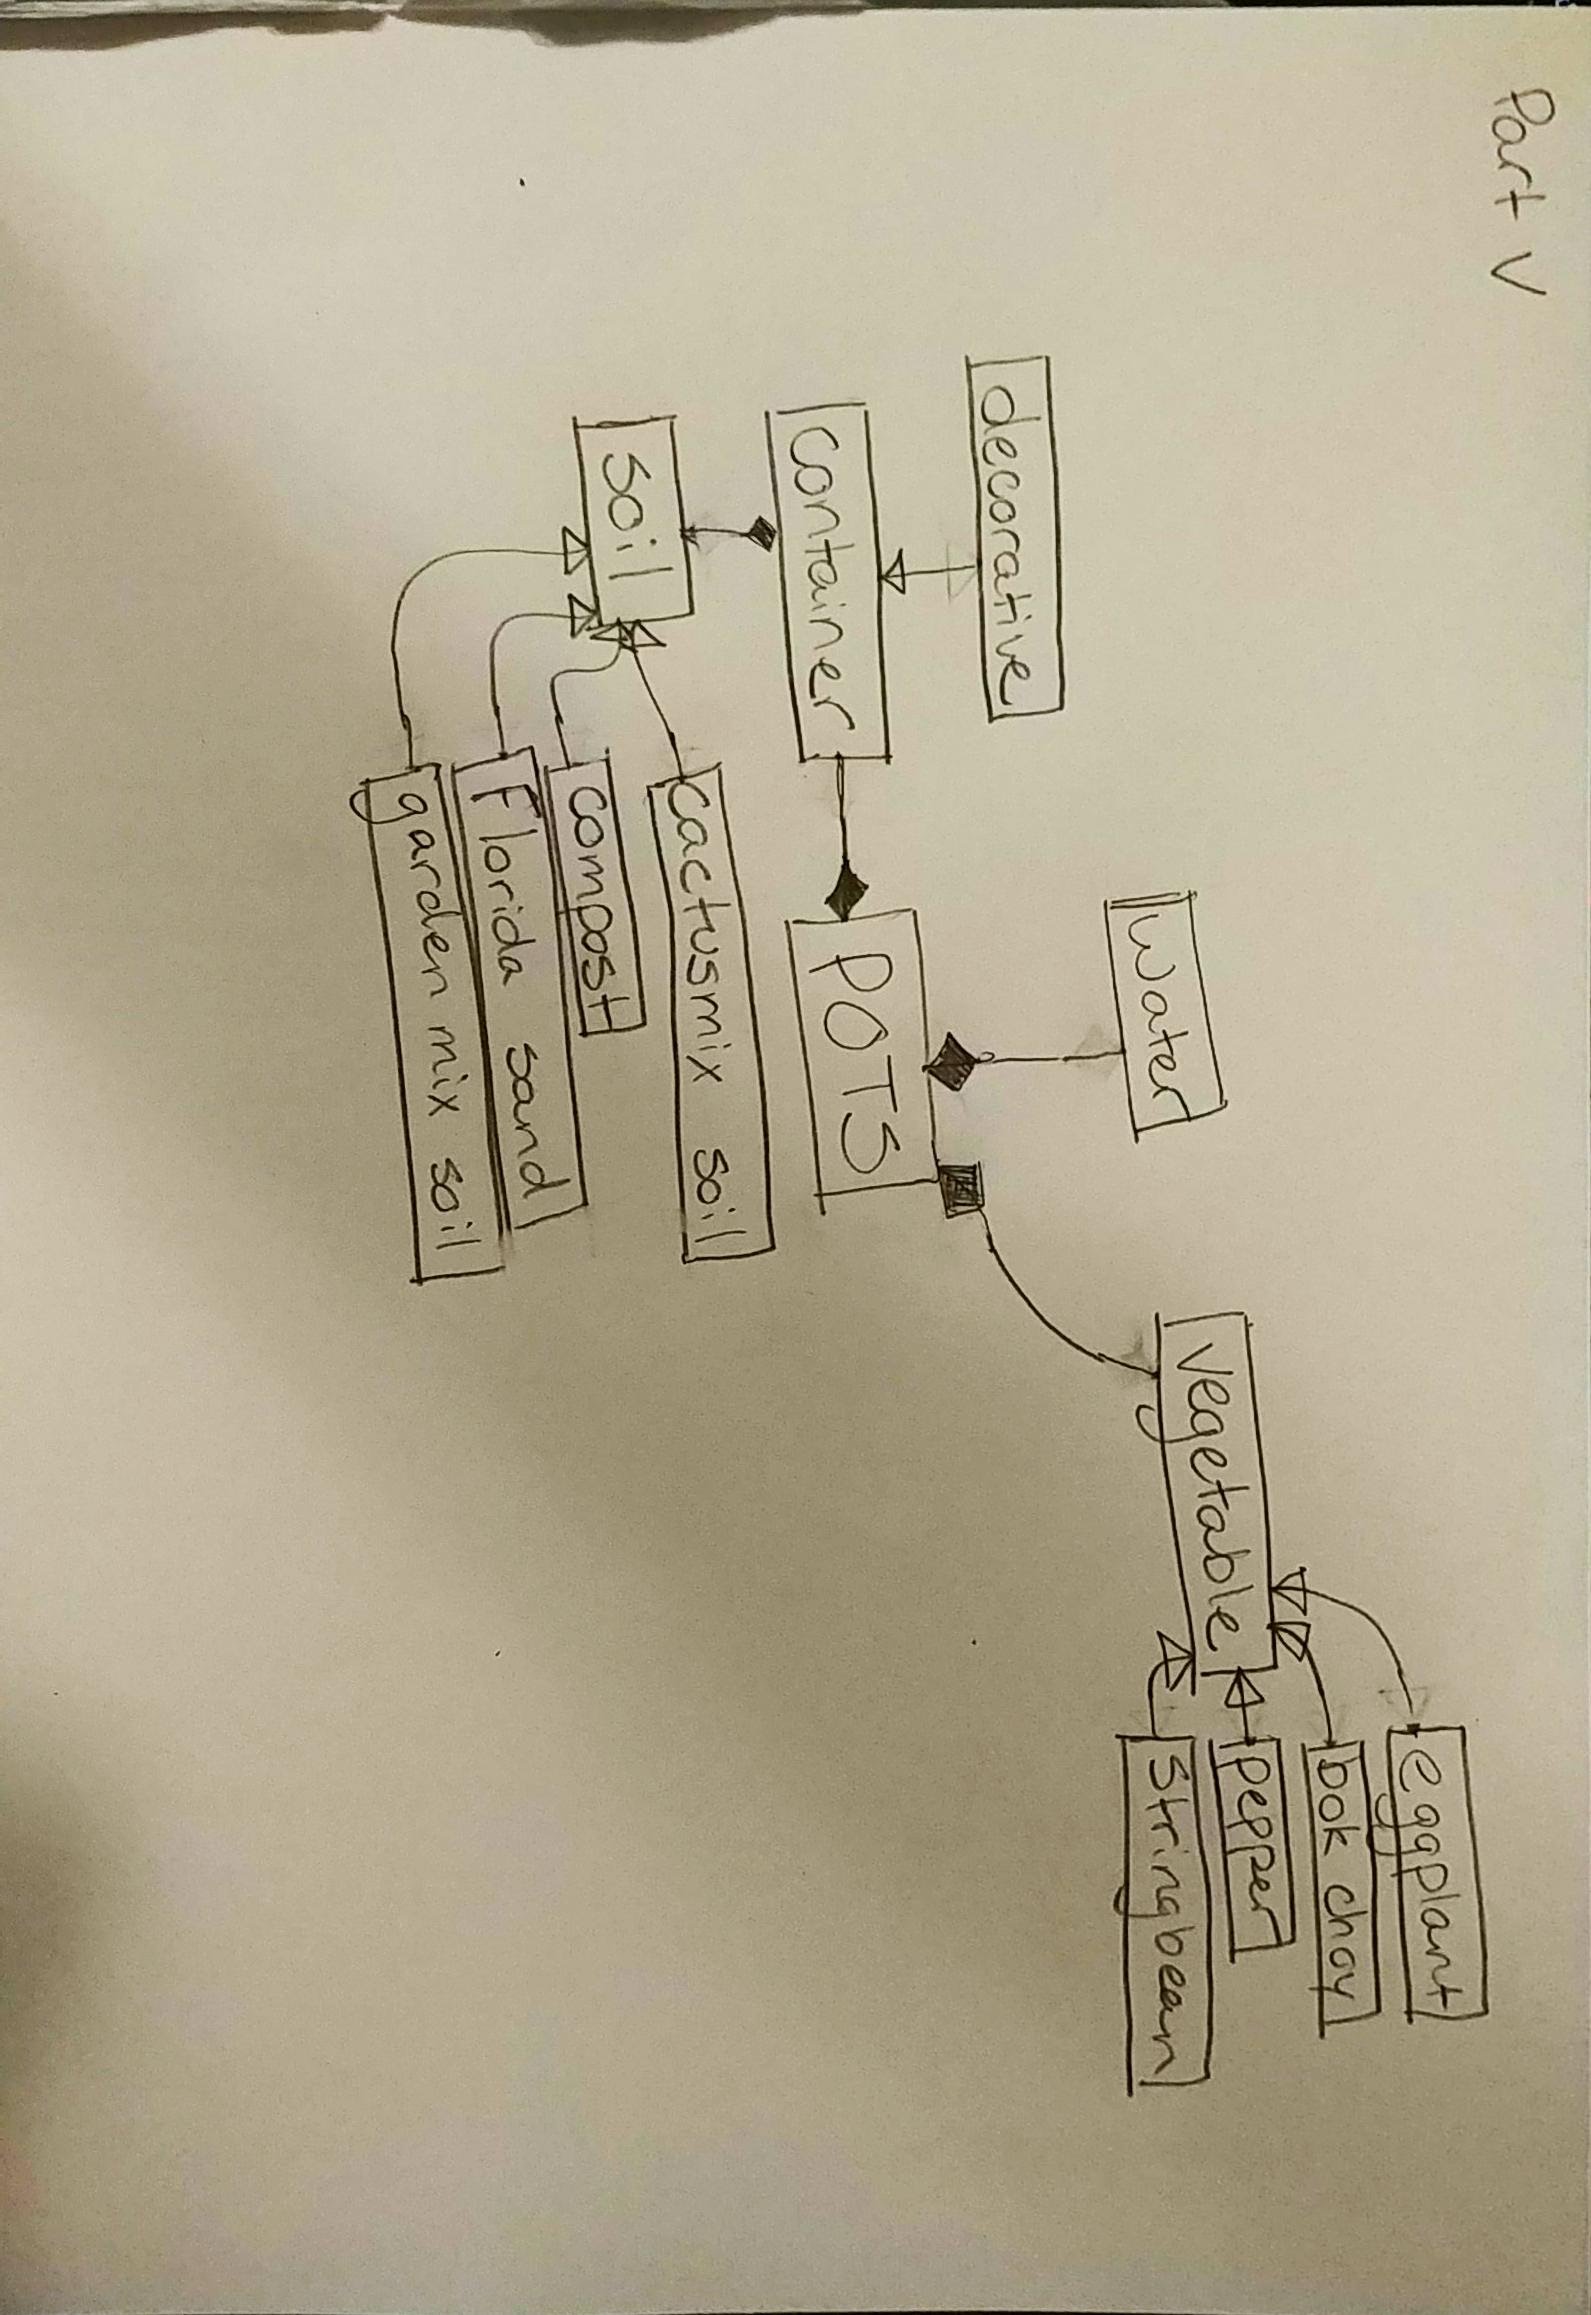 Part V
decorative
water
container
POTS
soil
vegetable
eggplant
bok choy
pepper
stringbean
cactusmix soil
compost
Florida sand
garden mix soil